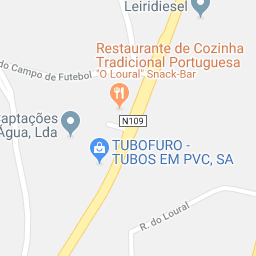 Leiridiesel
Restaurante de Cozinha
Tradicional Portuguesa
"O Loural" Snack-Bar
do Campo de Futebol
N109
Captações
Água, Lda
TUBOFURO -
TUBOS EM PVC, SA
R. do Loural